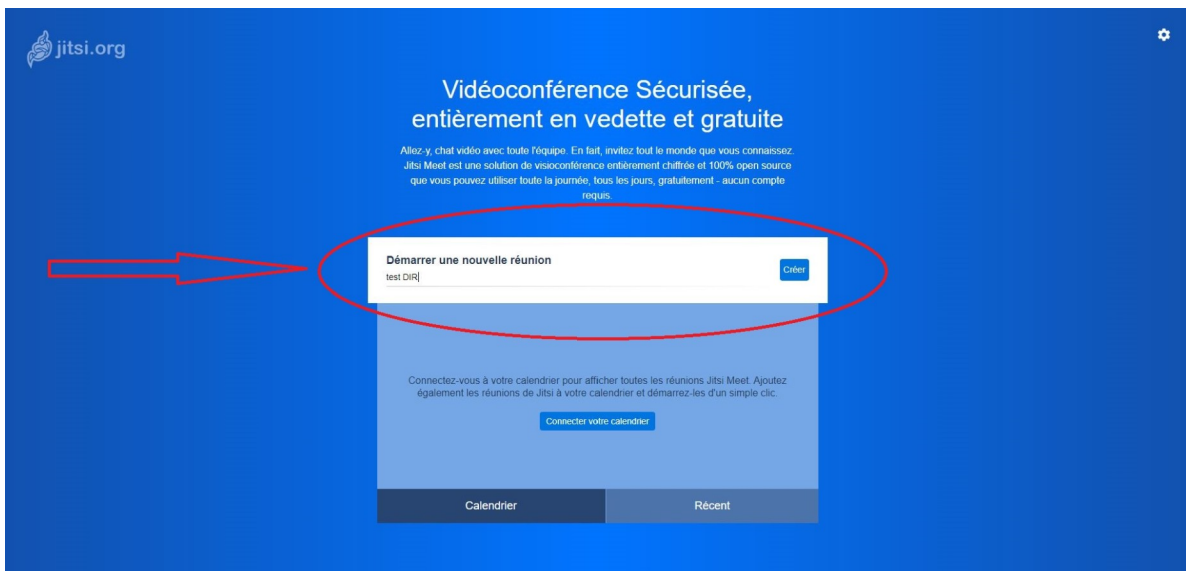 jitsi.org
Vidéoconférence Sécurisée,
entièrement en vedette et gratuite
Allez-y, chat vidéo avec toute l'équipe. En fait, invitez tout le monde que vous connaissez.
Jitsi Meet est une solution de visioconférence entièrement chiffrée et 100% open source
que vous pouvez utiliser toute la journée, tous les jours, gratuitement - aucun compte
requis.
Démarrer une nouvelle réunion
test DIR
Créer
Connectez-vous à votre calendrier pour afficher toutes les réunions Jitsi Meet. Ajoutez
également les réunions de Jitsi à votre calendrier et démarrez-les d'un simple clic.
Connecter votre calendrier
Calendrier
Récent